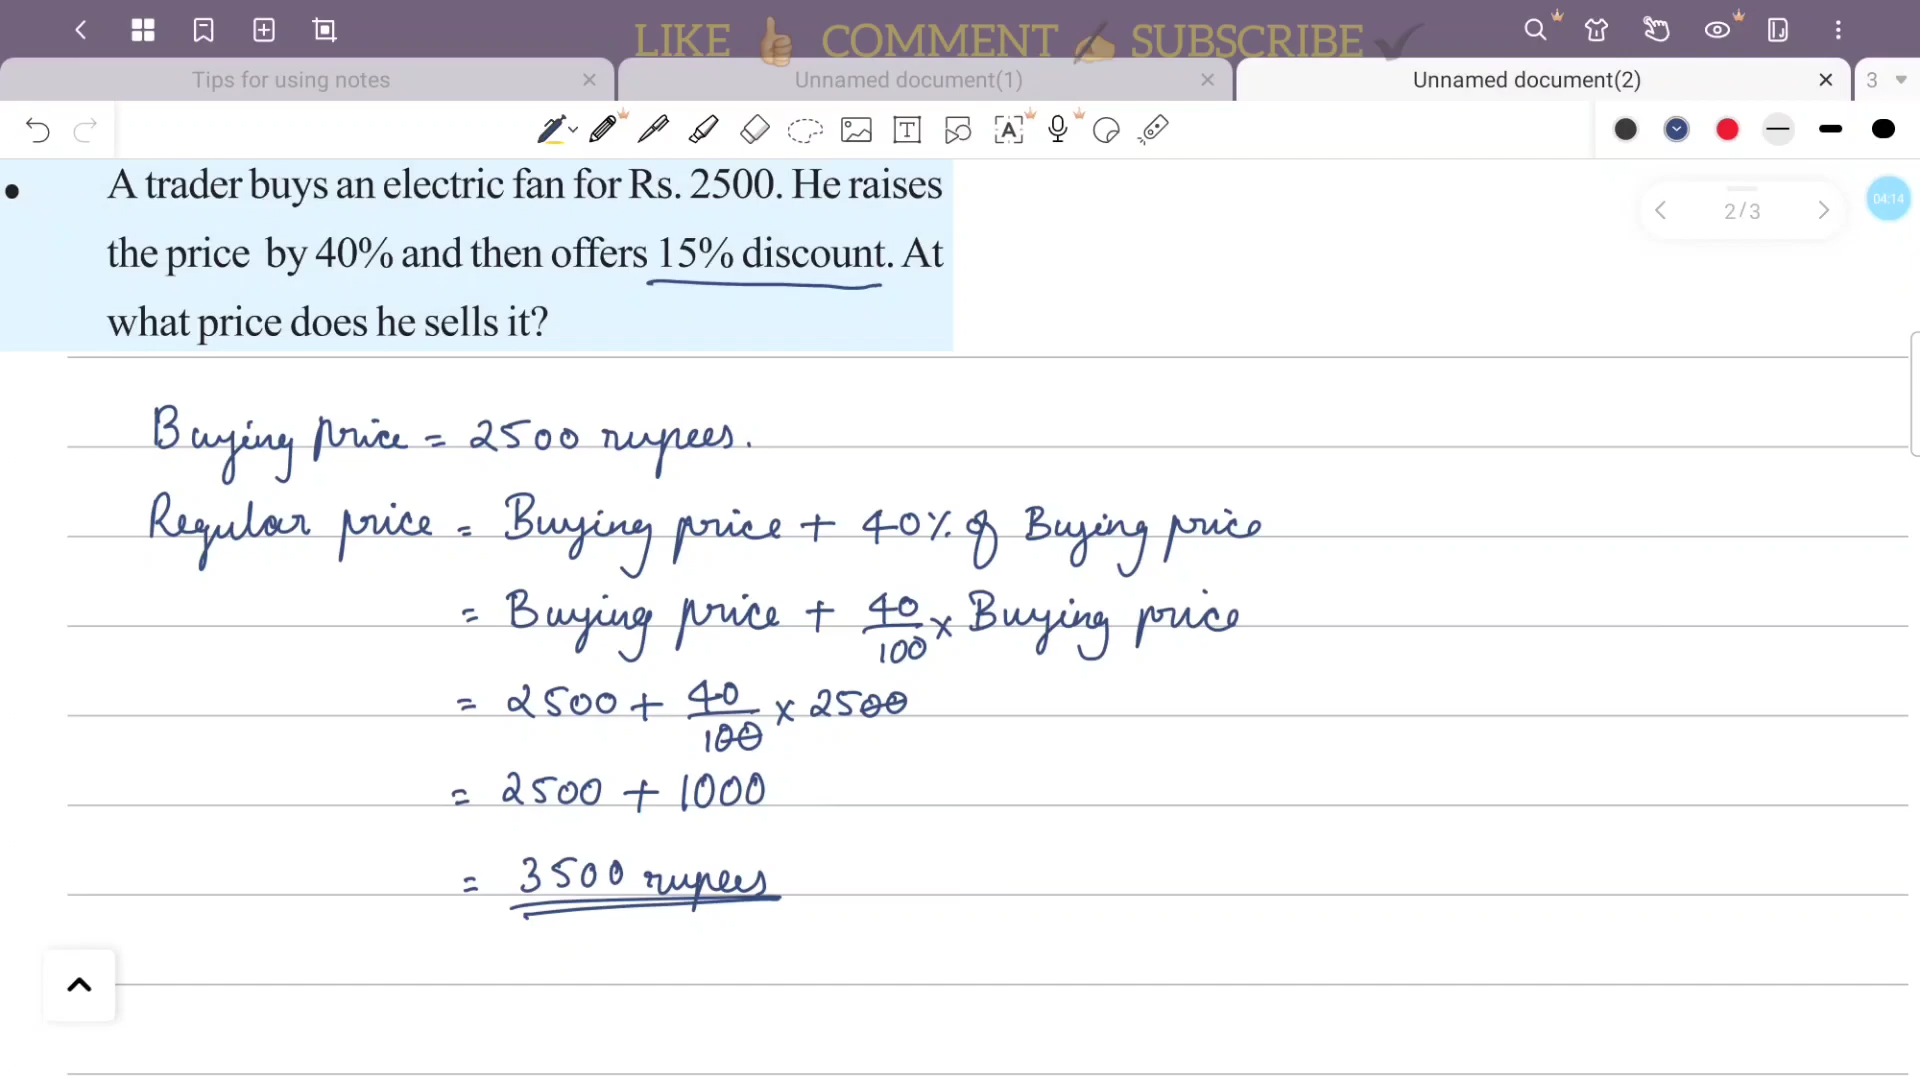 LIKE 👍 COMMENT ✍ SUBSCRIBE ✔
Tips for using notes
Unnamed document(1)
Unnamed document(2)
3
2/3
04:14
A trader buys an electric fan for Rs. 2500. He raises
the price by 40% and then offers 15% discount. At
what price does he sells it?
Buying price = 2500 rupees.
Regular price = Buying price + 40% of Buying price
= Buying price + 40/100 × Buying price
= 2500 + 40/100 × 2500
= 2500 + 1000
= 3500 rupees